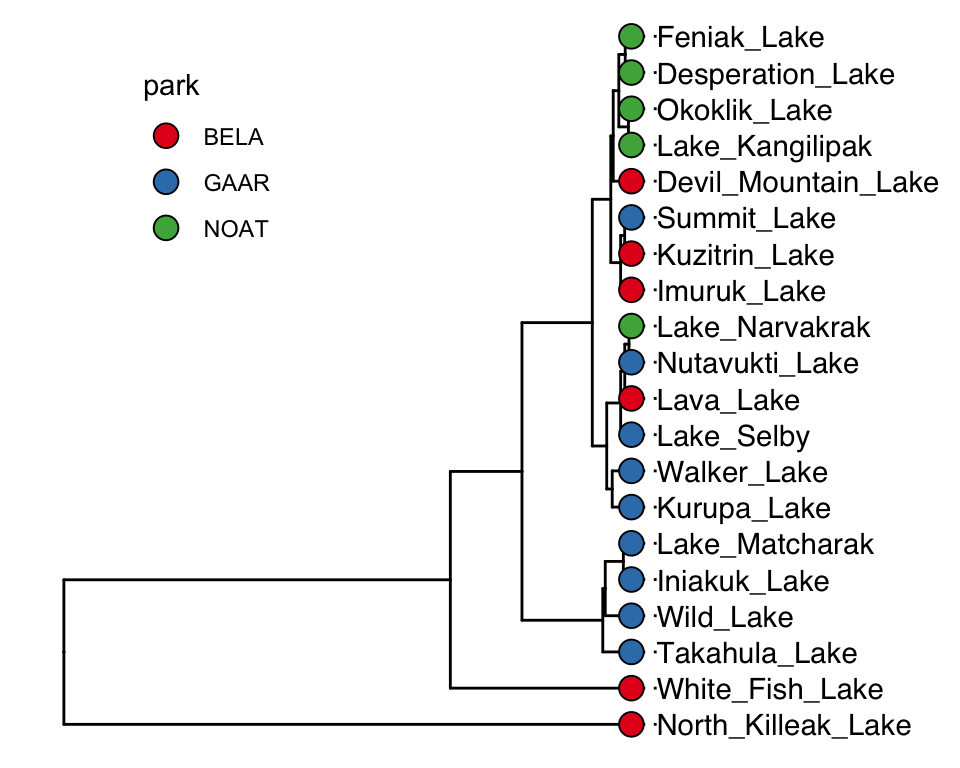 park
BELA
GAAR
NOAT
Feniak_Lake
Desperation_Lake
Okoklik_Lake
Lake_Kangilipak
Devil_Mountain_Lake
Summit_Lake
Kuzitrin_Lake
Imuruk_Lake
Lake_Narvakrak
Nutavukti_Lake
Lava_Lake
Lake_Selby
Walker_Lake
Kurupa_Lake
Lake_Matcharak
Iniakuk_Lake
Wild_Lake
Takahula_Lake
White_Fish_Lake
North_Killeak_Lake